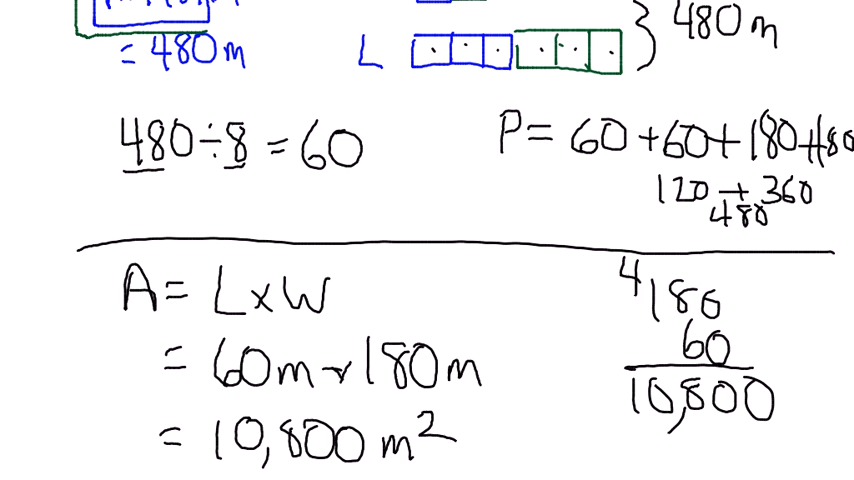 = 480 m
L
480 m
480 ÷ 8 = 60
P = 60 + 60 + 180 + 180
120 + 360
480
A = L x W
= 60 m x 180 m
= 10,800 m²
4
180
60
10,800